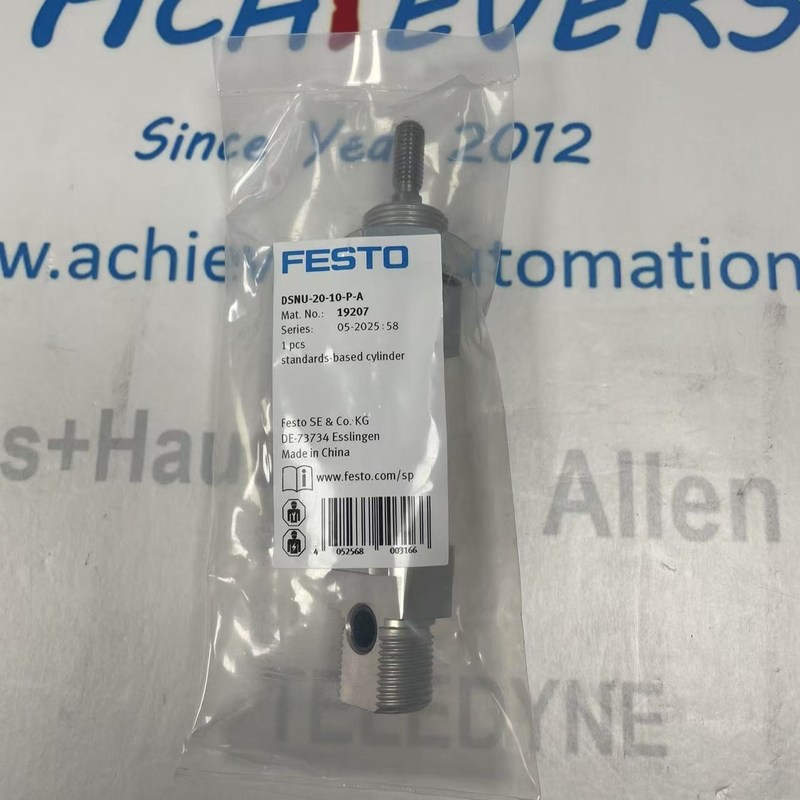 ACHIEVERS
Since Year 2012
w.achie
utomation
FESTO
DSNU-20-10-P-A
Mat. No.: 19207
Series: 05-2025:58
1 pcs
standards-based cylinder
Festo SE & Co. KG
DE-73734 Esslingen
Made in China
www.festo.com/sp
4 052568 003166
s+Hau
Allen
TELEDYNE